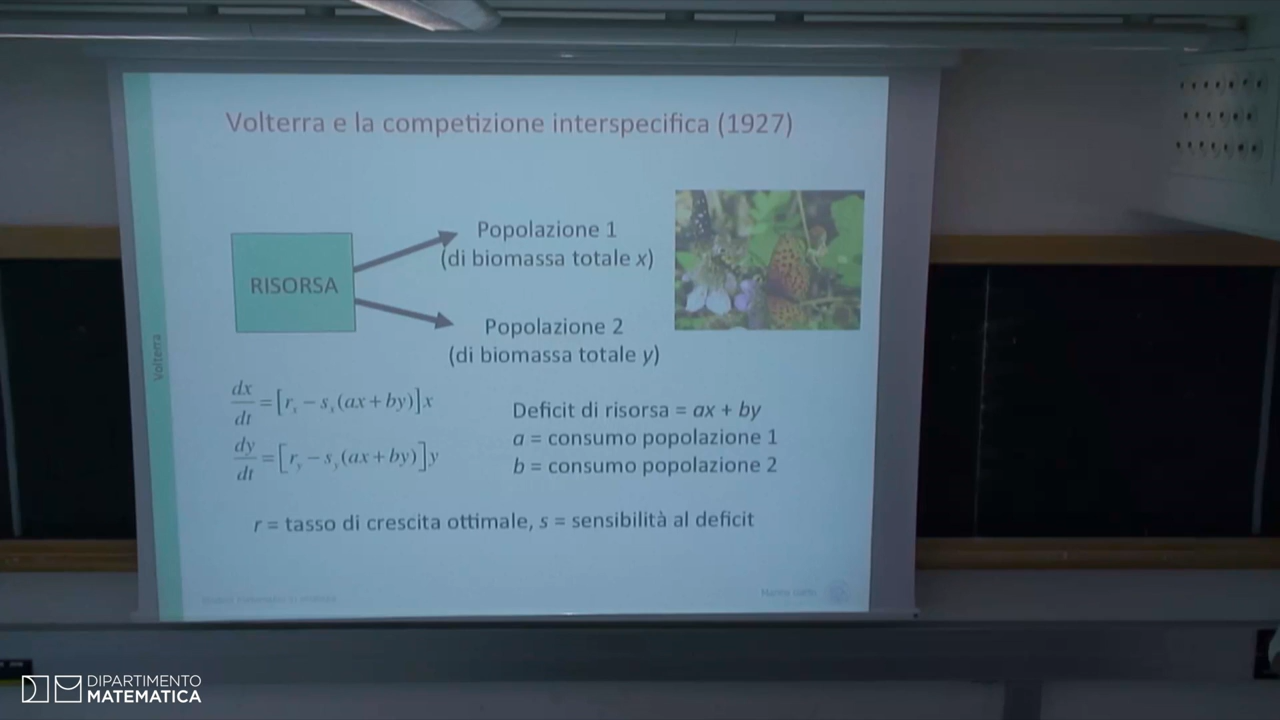 Volterra e la competizione interspecifica (1927)
RISORSA
Popolazione 1
(di biomassa totale x)
Popolazione 2
(di biomassa totale y)
Volterra
dx/dt = [r_x − s_x(ax + by)]x
dy/dt = [r_y − s_y(ax + by)]y
Deficit di risorsa = ax + by
a = consumo popolazione 1
b = consumo popolazione 2
r = tasso di crescita ottimale, s = sensibilità al deficit
DIPARTIMENTO
MATEMATICA